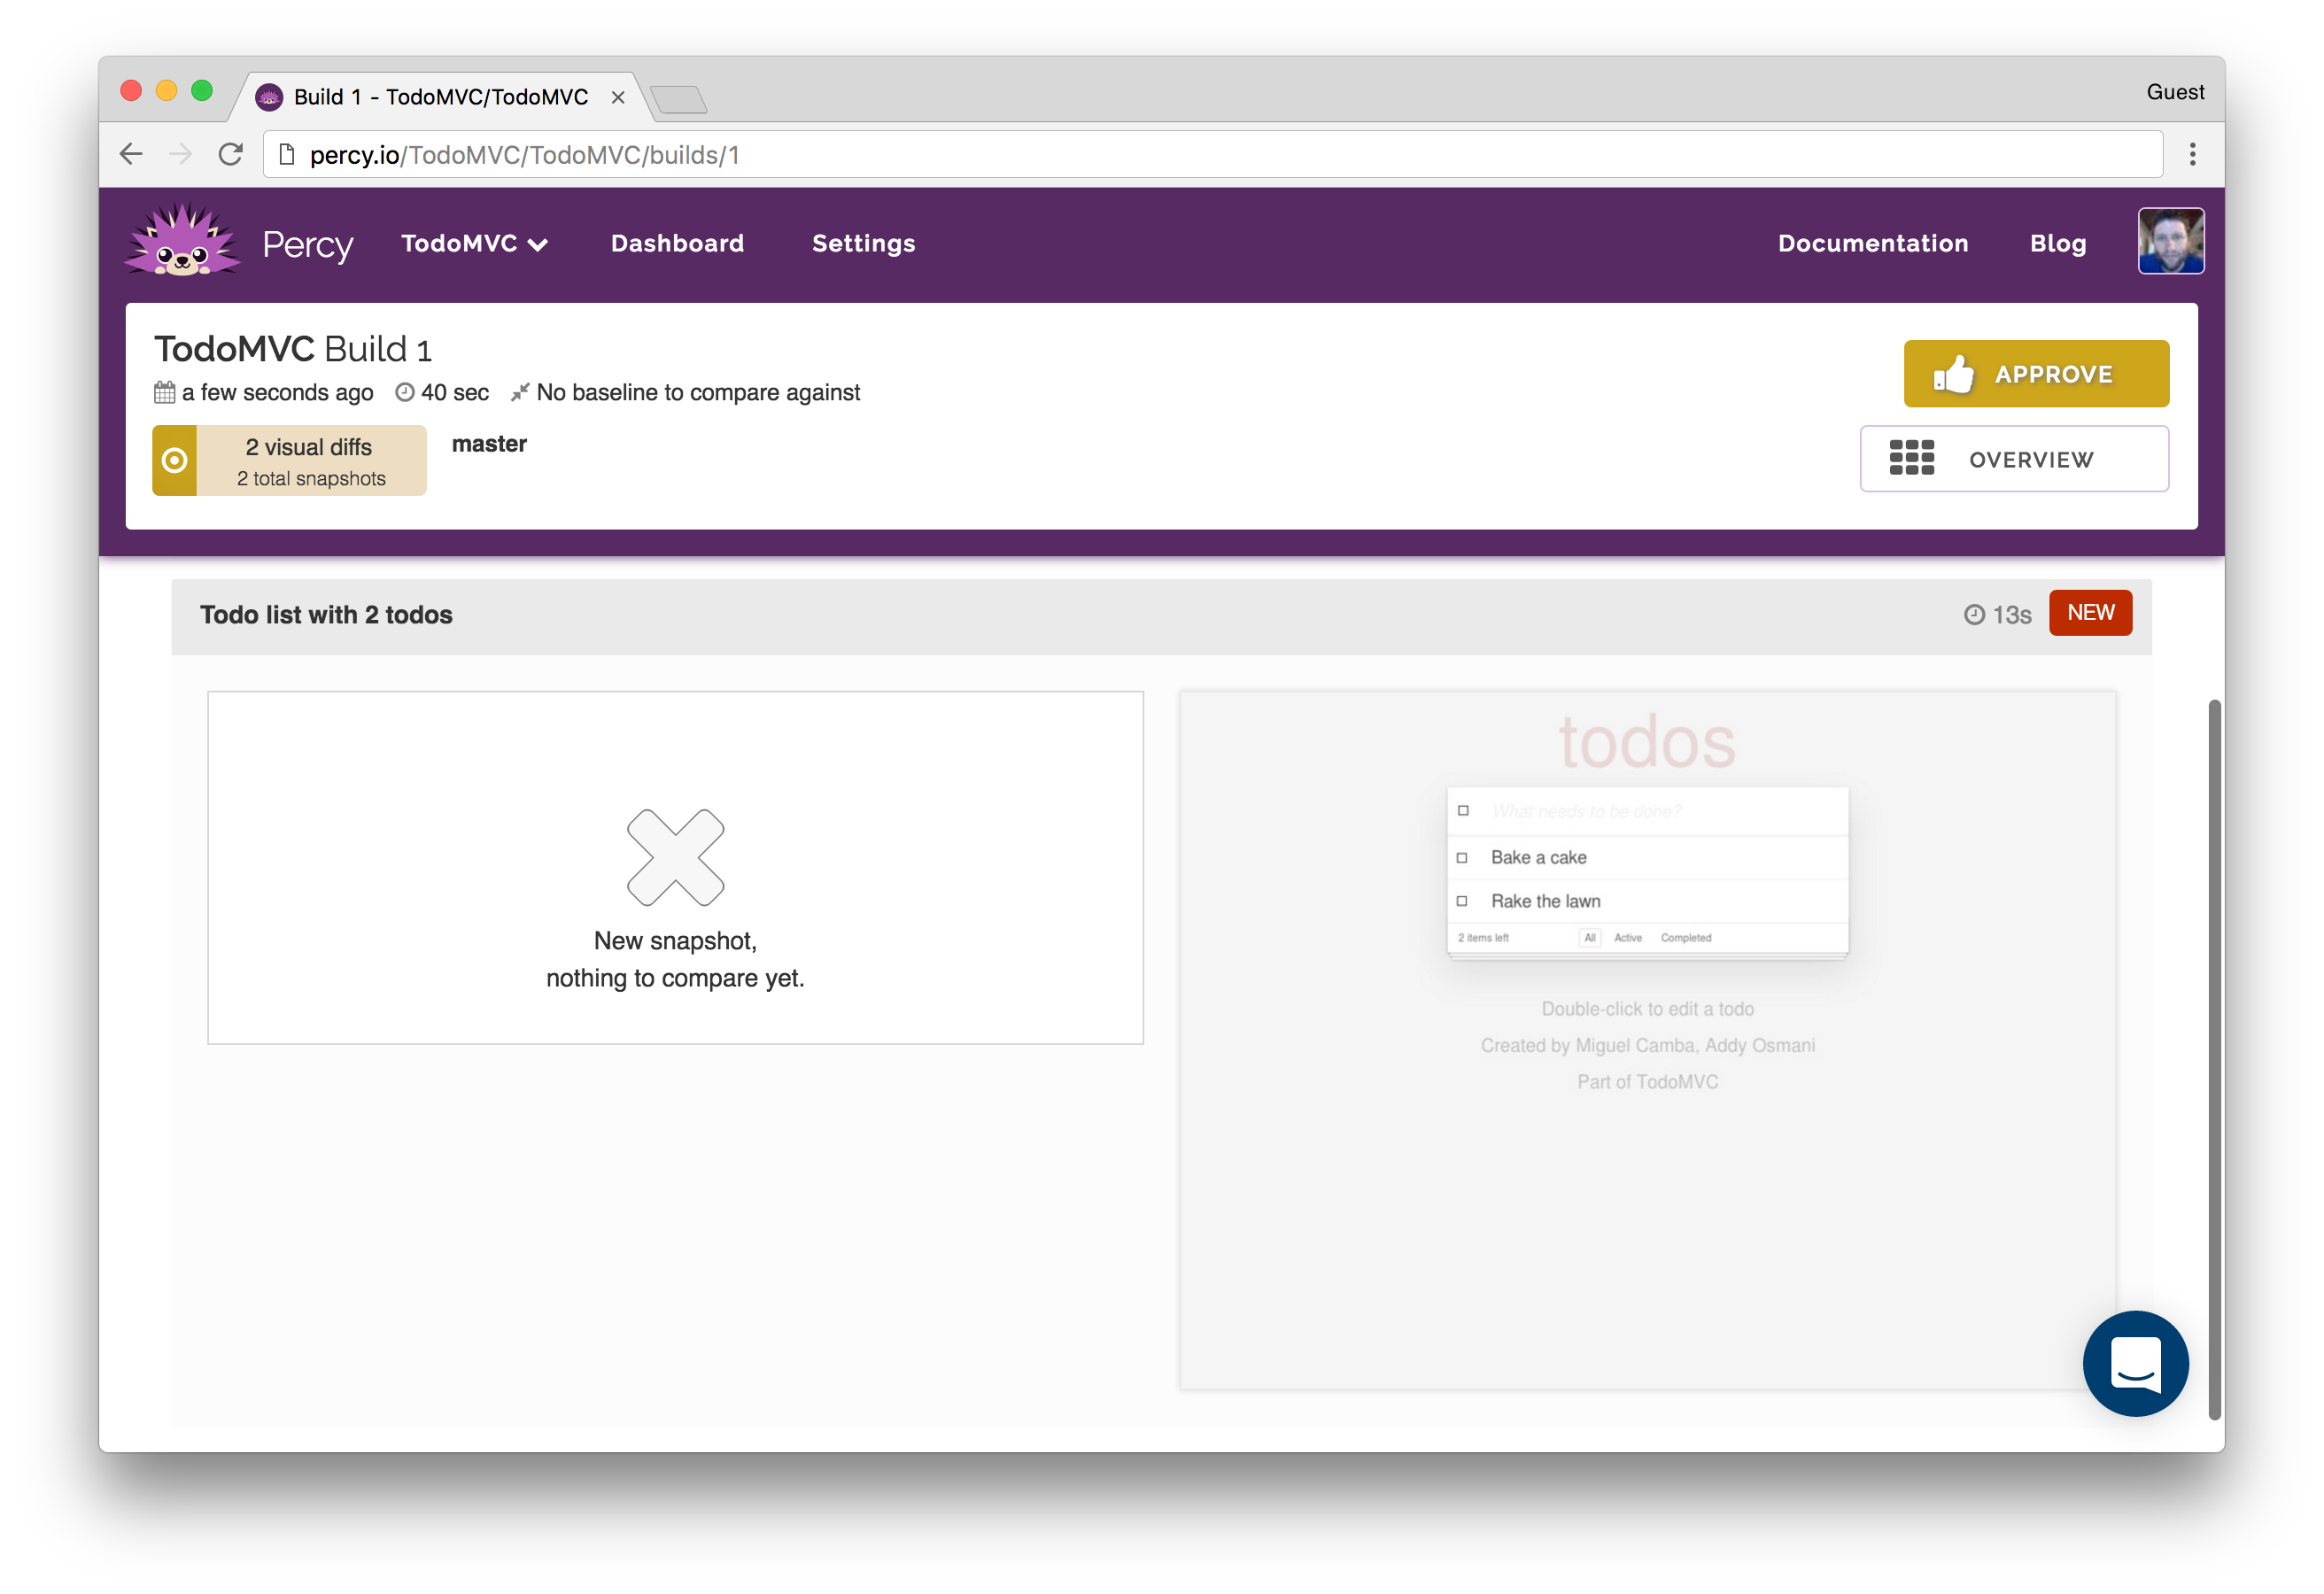 Build 1 - TodoMVC/TodoMVC
Guest
percy.io/TodoMVC/TodoMVC/builds/1
Percy
TodoMVC
Dashboard
Settings
Documentation
Blog
TodoMVC Build 1
a few seconds ago
40 sec
No baseline to compare against
APPROVE
2 visual diffs
2 total snapshots
master
OVERVIEW
Todo list with 2 todos
13s
NEW
New snapshot,
nothing to compare yet.
todos
What needs to be done?
Bake a cake
Rake the lawn
2 items left
All
Active
Completed
Double-click to edit a todo
Created by Miguel Camba, Addy Osmani
Part of TodoMVC